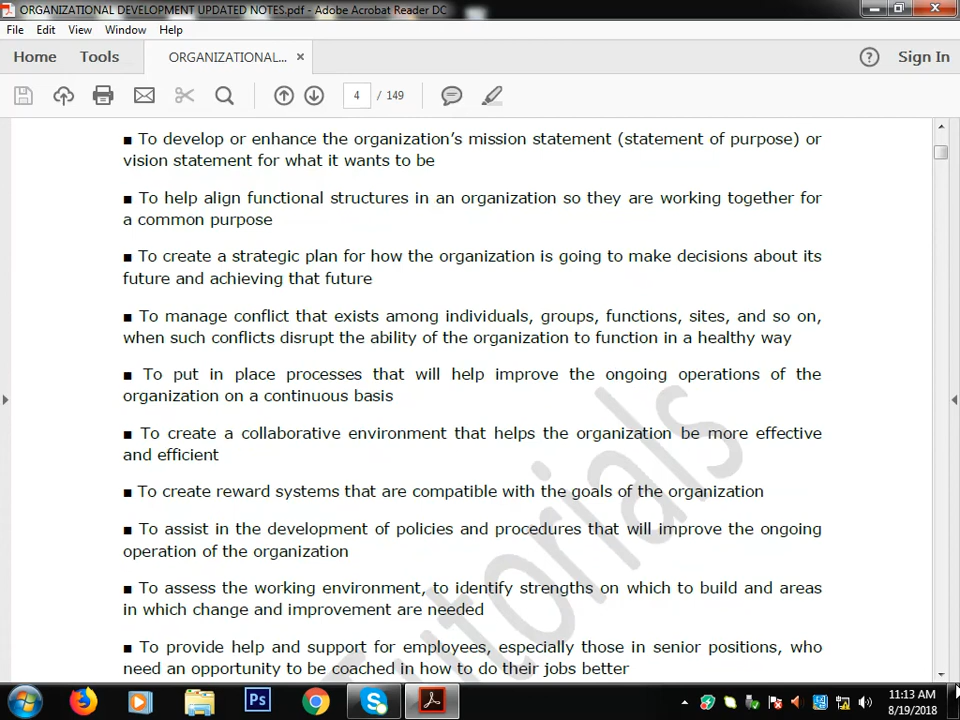 ORGANIZATIONAL DEVELOPMENT UPDATED NOTES.pdf - Adobe Acrobat Reader DC
File Edit View Window Help
Home Tools ORGANIZATIONAL... × Sign In
4 / 149
■ To develop or enhance the organization's mission statement (statement of purpose) or
vision statement for what it wants to be
■ To help align functional structures in an organization so they are working together for
a common purpose
■ To create a strategic plan for how the organization is going to make decisions about its
future and achieving that future
■ To manage conflict that exists among individuals, groups, functions, sites, and so on,
when such conflicts disrupt the ability of the organization to function in a healthy way
■ To put in place processes that will help improve the ongoing operations of the
organization on a continuous basis
■ To create a collaborative environment that helps the organization be more effective
and efficient
■ To create reward systems that are compatible with the goals of the organization
■ To assist in the development of policies and procedures that will improve the ongoing
operation of the organization
■ To assess the working environment, to identify strengths on which to build and areas
in which change and improvement are needed
■ To provide help and support for employees, especially those in senior positions, who
need an opportunity to be coached in how to do their jobs better
Tutorials
Ps
11:13 AM
8/19/2018